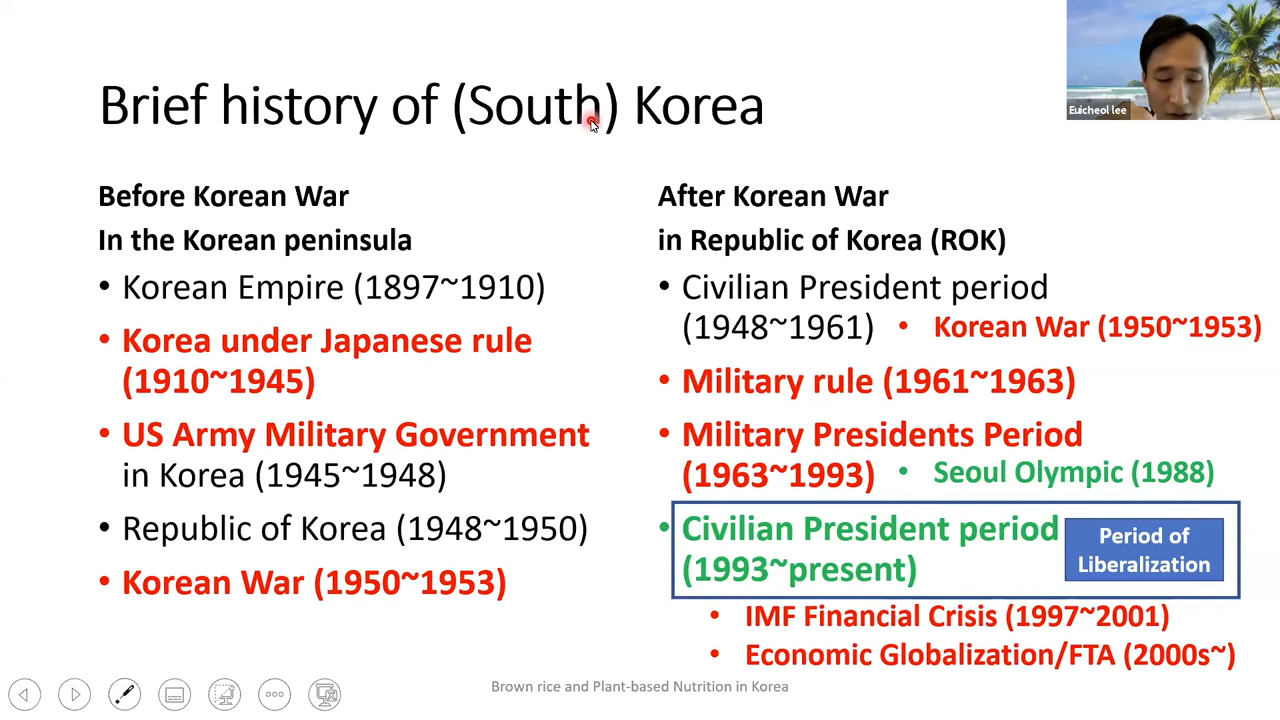 Brief history of (South) Korea
Euicheol lee
Before Korean War
In the Korean peninsula
• Korean Empire (1897~1910)
• Korea under Japanese rule
(1910~1945)
• US Army Military Government
in Korea (1945~1948)
• Republic of Korea (1948~1950)
• Korean War (1950~1953)
After Korean War
in Republic of Korea (ROK)
• Civilian President period
(1948~1961)
• Korean War (1950~1953)
• Military rule (1961~1963)
• Military Presidents Period
(1963~1993)
• Seoul Olympic (1988)
• Civilian President period
(1993~present)
Period of
Liberalization
• IMF Financial Crisis (1997~2001)
• Economic Globalization/FTA (2000s~)
Brown rice and Plant-based Nutrition in Korea